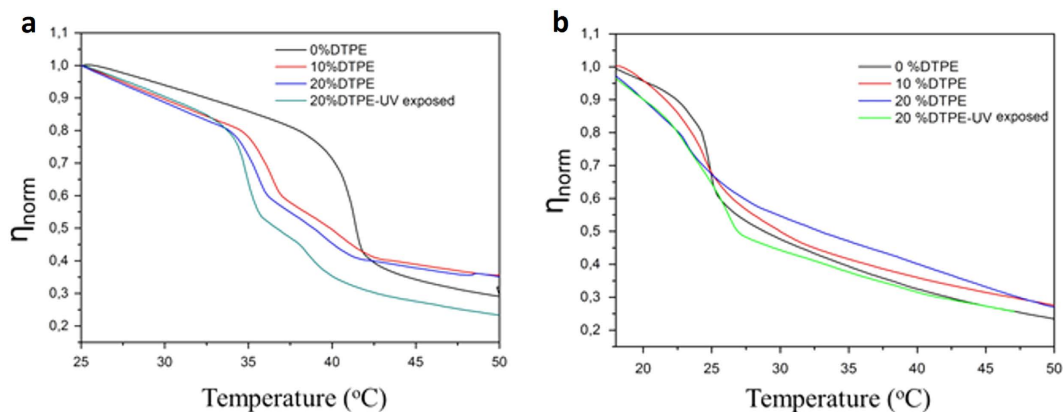 a
1,1
1,0
0,9
0,8
0,7
0,6
0,5
0,4
0,3
0,2
ηnorm
0%DTPE
10%DTPE
20%DTPE
20%DTPE-UV exposed
25
30
35
40
45
50
Temperature (°C)
b
1,1
1,0
0,9
0,8
0,7
0,6
0,5
0,4
0,3
0,2
ηnorm
0 %DTPE
10 %DTPE
20 %DTPE
20 %DTPE-UV exposed
20
25
30
35
40
45
50
Temperature (°C)